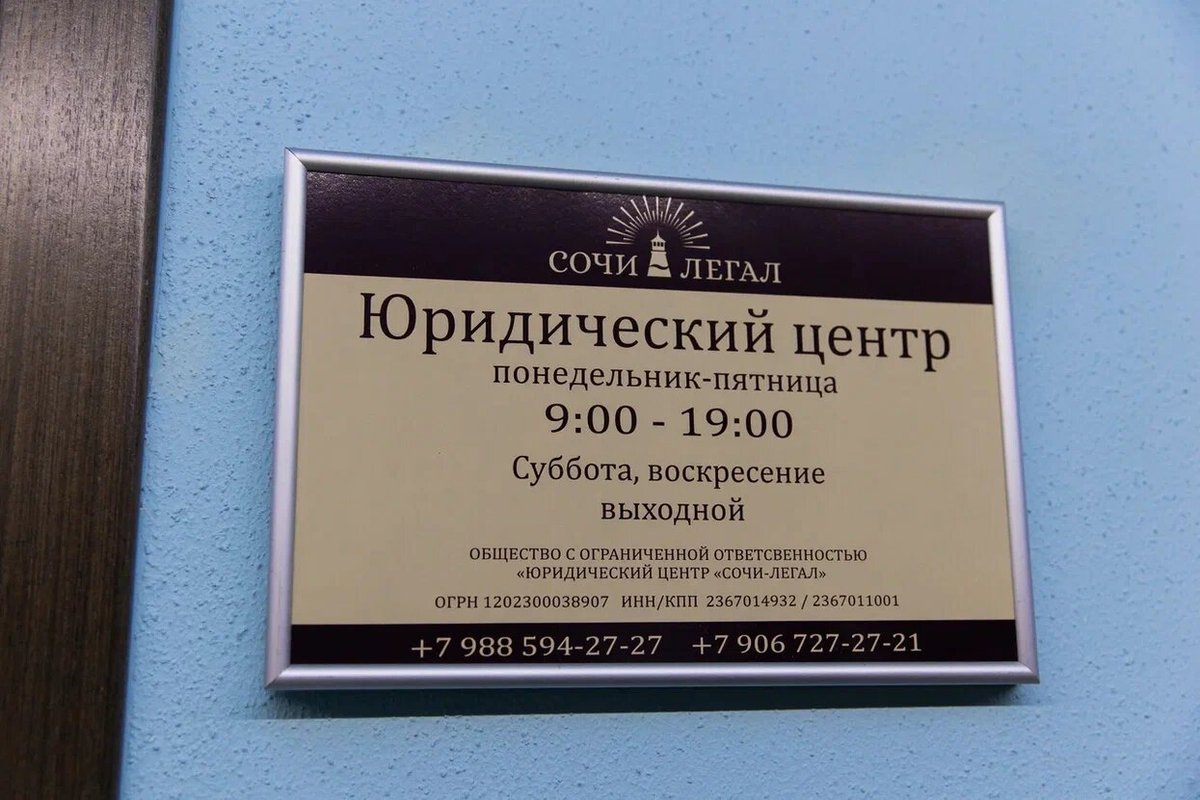 СОЧИ ЛЕГАЛ
Юридический центр
понедельник-пятница
9:00 - 19:00
Суббота, воскресение
выходной
ОБЩЕСТВО С ОГРАНИЧЕННОЙ ОТВЕТСВЕННОСТЬЮ
«ЮРИДИЧЕСКИЙ ЦЕНТР «СОЧИ-ЛЕГАЛ»
ОГРН 1202300038907 ИНН/КПП 2367014932 / 2367011001
+7 988 594-27-27 +7 906 727-27-21